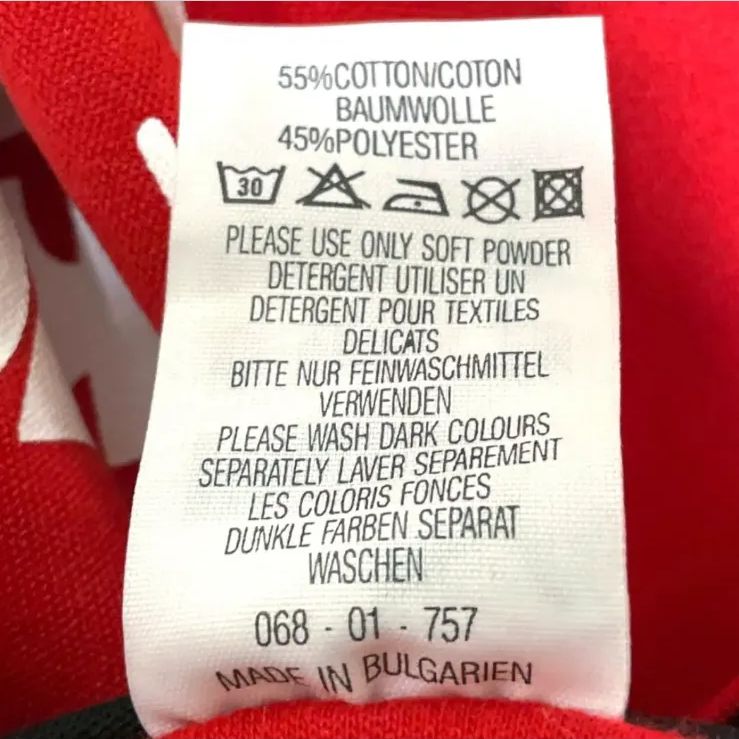 55%COTTON/COTON
BAUMWOLLE
45%POLYESTER
30
PLEASE USE ONLY SOFT POWDER
DETERGENT UTILISER UN
DETERGENT POUR TEXTILES
DELICATS
BITTE NUR FEINWASCHMITTEL
VERWENDEN
PLEASE WASH DARK COLOURS
SEPARATELY LAVER SEPAREMENT
LES COLORIS FONCES
DUNKLE FARBEN SEPARAT
WASCHEN
068 - 01 - 757
MADE IN BULGARIEN